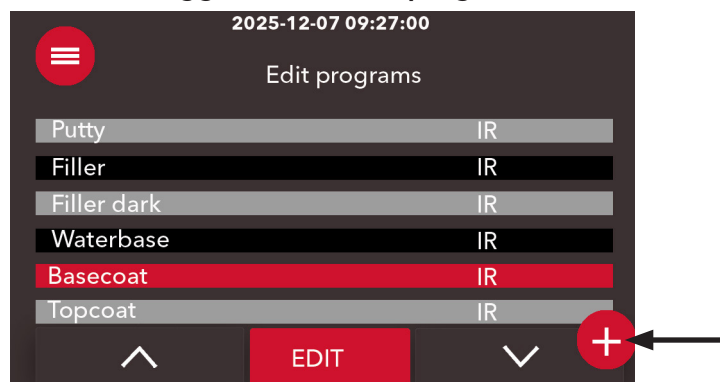 2025-12-07 09:27:00
Edit programs
Putty IR
Filler IR
Filler dark IR
Waterbase IR
Basecoat IR
Topcoat IR
EDIT